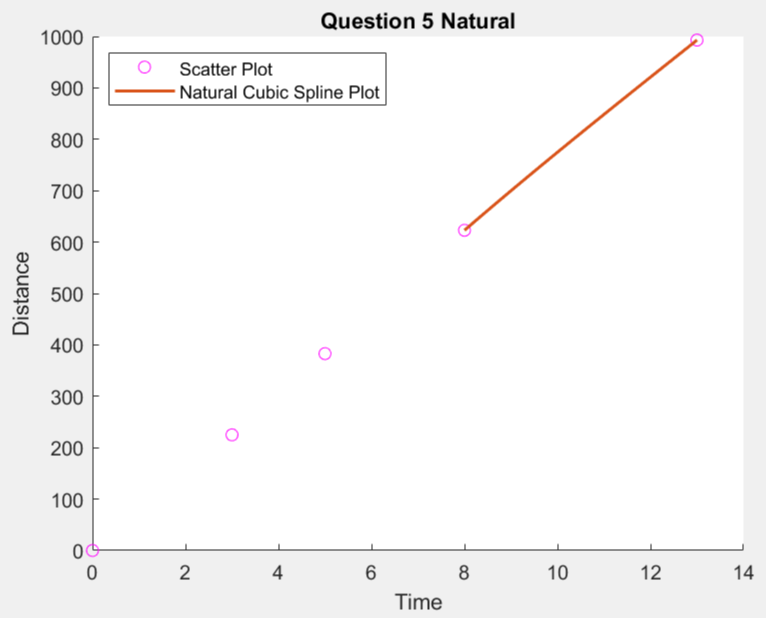 Question 5 Natural
1000
900
800
700
600
500
400
300
200
100
0
Scatter Plot
Natural Cubic Spline Plot
Distance
0 2 4 6 8 10 12 14
Time